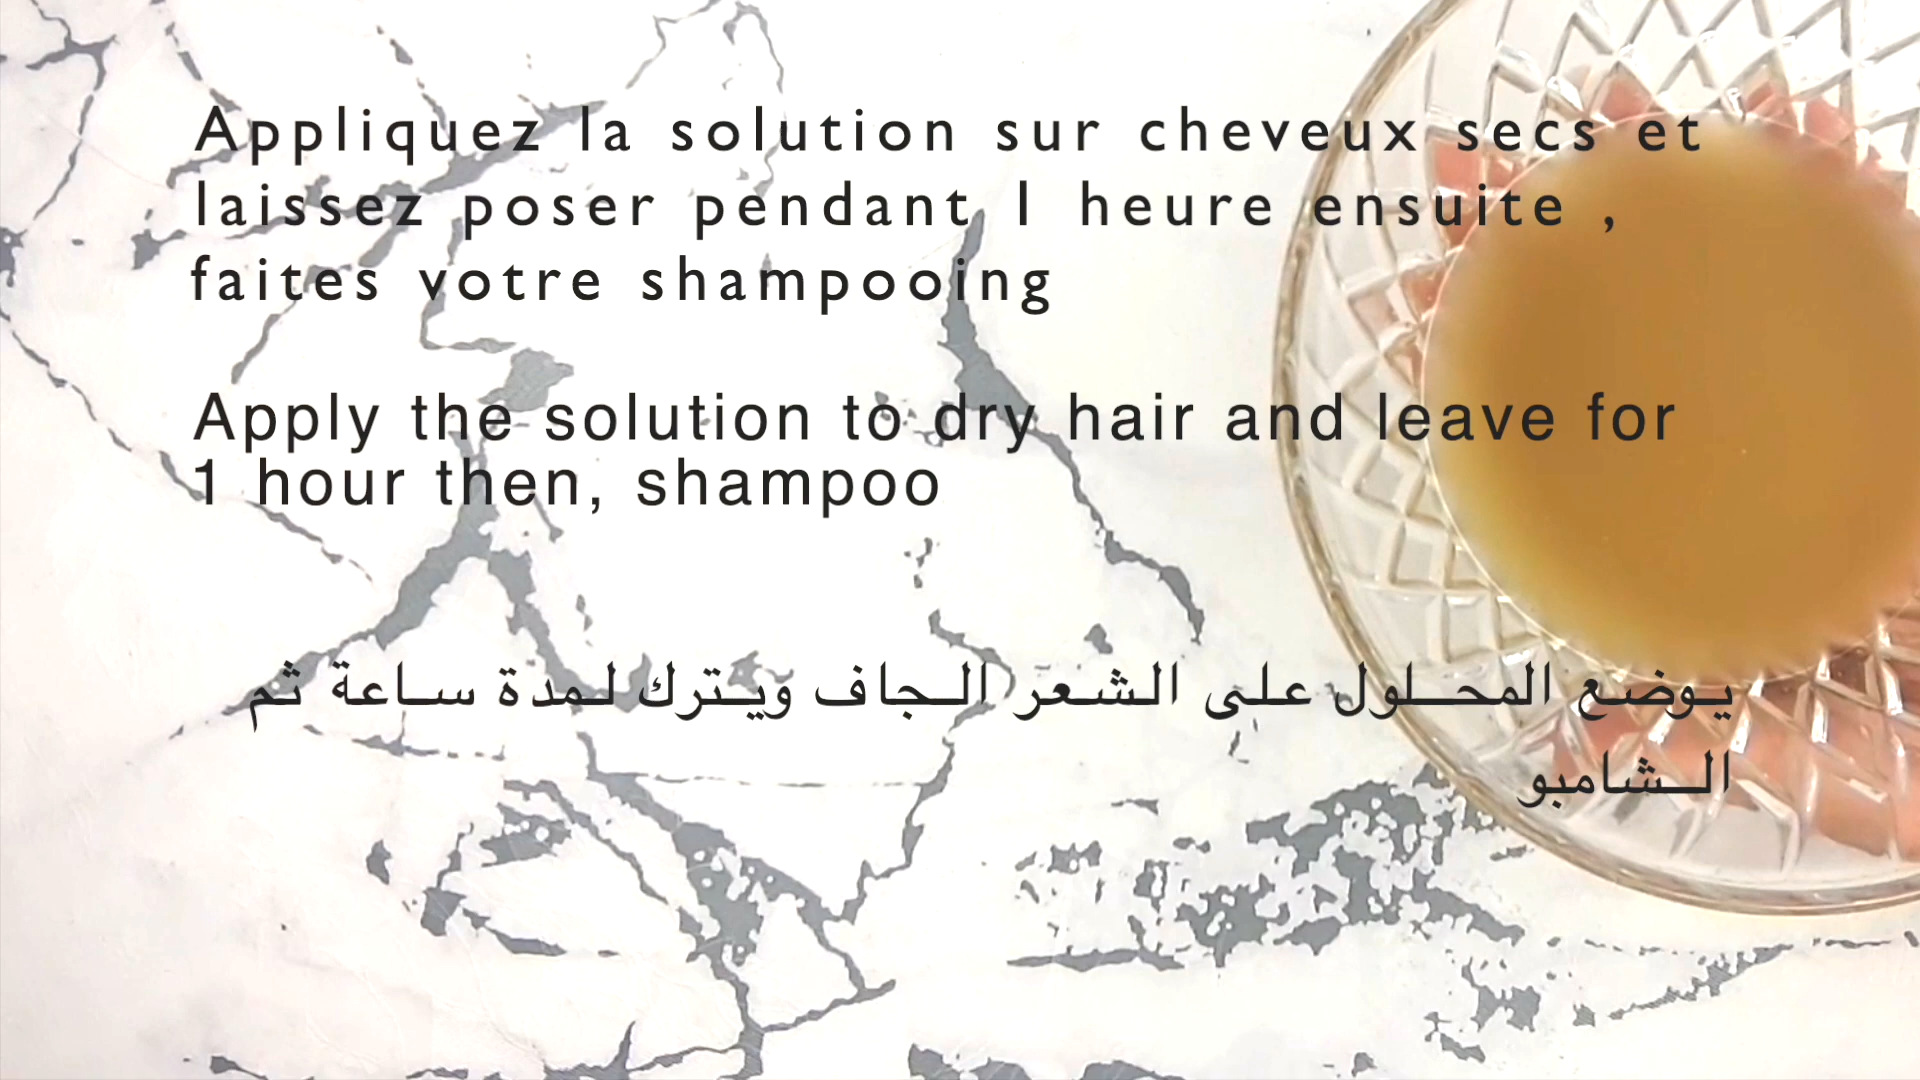 Appliquez la solution sur cheveux secs et
laissez poser pendant 1 heure ensuite ,
faites votre shampooing
Apply the solution to dry hair and leave for
1 hour then, shampoo
يوضع المحلول على الشعر الجاف ويترك لمدة ساعة ثم
الشامبو